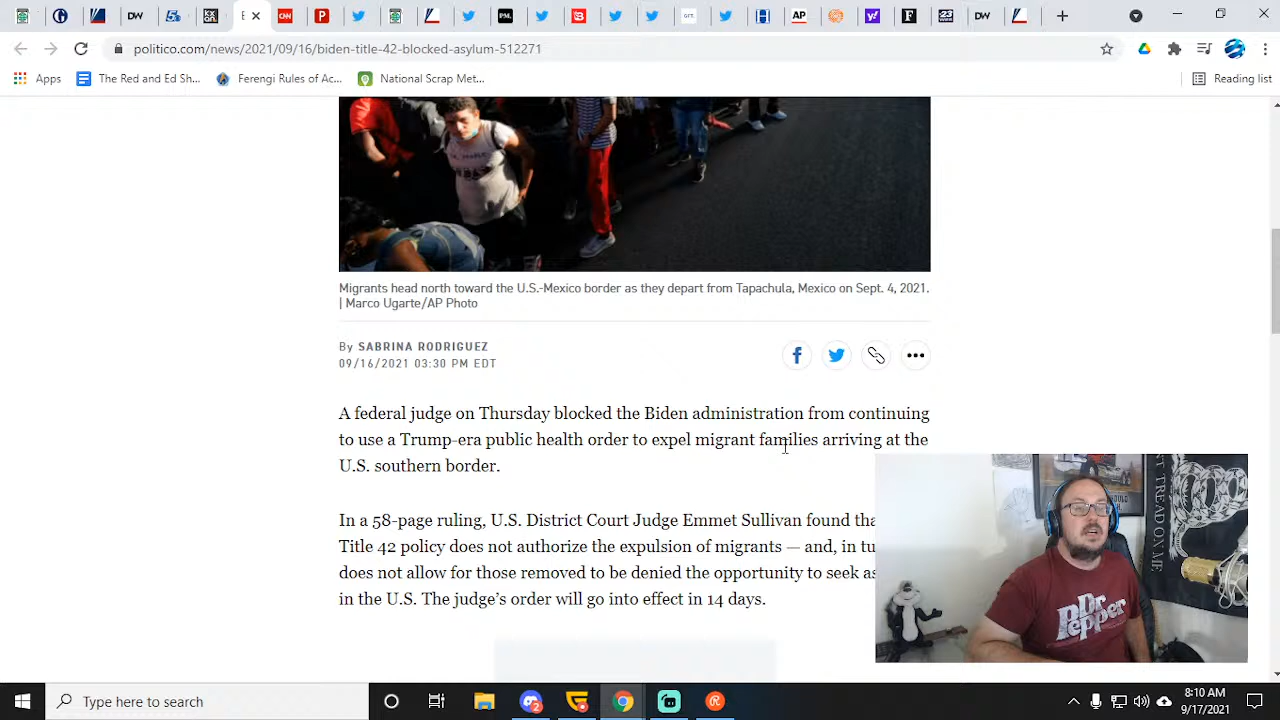 politico.com/news/2021/09/16/biden-title-42-blocked-asylum-512271
Apps
The Red and Ed Sh...
Ferengi Rules of Ac...
National Scrap Met...
Reading list
Migrants head north toward the U.S.-Mexico border as they depart from Tapachula, Mexico on Sept. 4, 2021.
| Marco Ugarte/AP Photo
By SABRINA RODRIGUEZ
09/16/2021 03:30 PM EDT
A federal judge on Thursday blocked the Biden administration from continuing
to use a Trump-era public health order to expel migrant families arriving at the
U.S. southern border.
In a 58-page ruling, U.S. District Court Judge Emmet Sullivan found tha
Title 42 policy does not authorize the expulsion of migrants — and, in tu
does not allow for those removed to be denied the opportunity to seek as
in the U.S. The judge's order will go into effect in 14 days.
T TREAD ON ME
Dr
Pepper
Type here to search
8:10 AM
9/17/2021